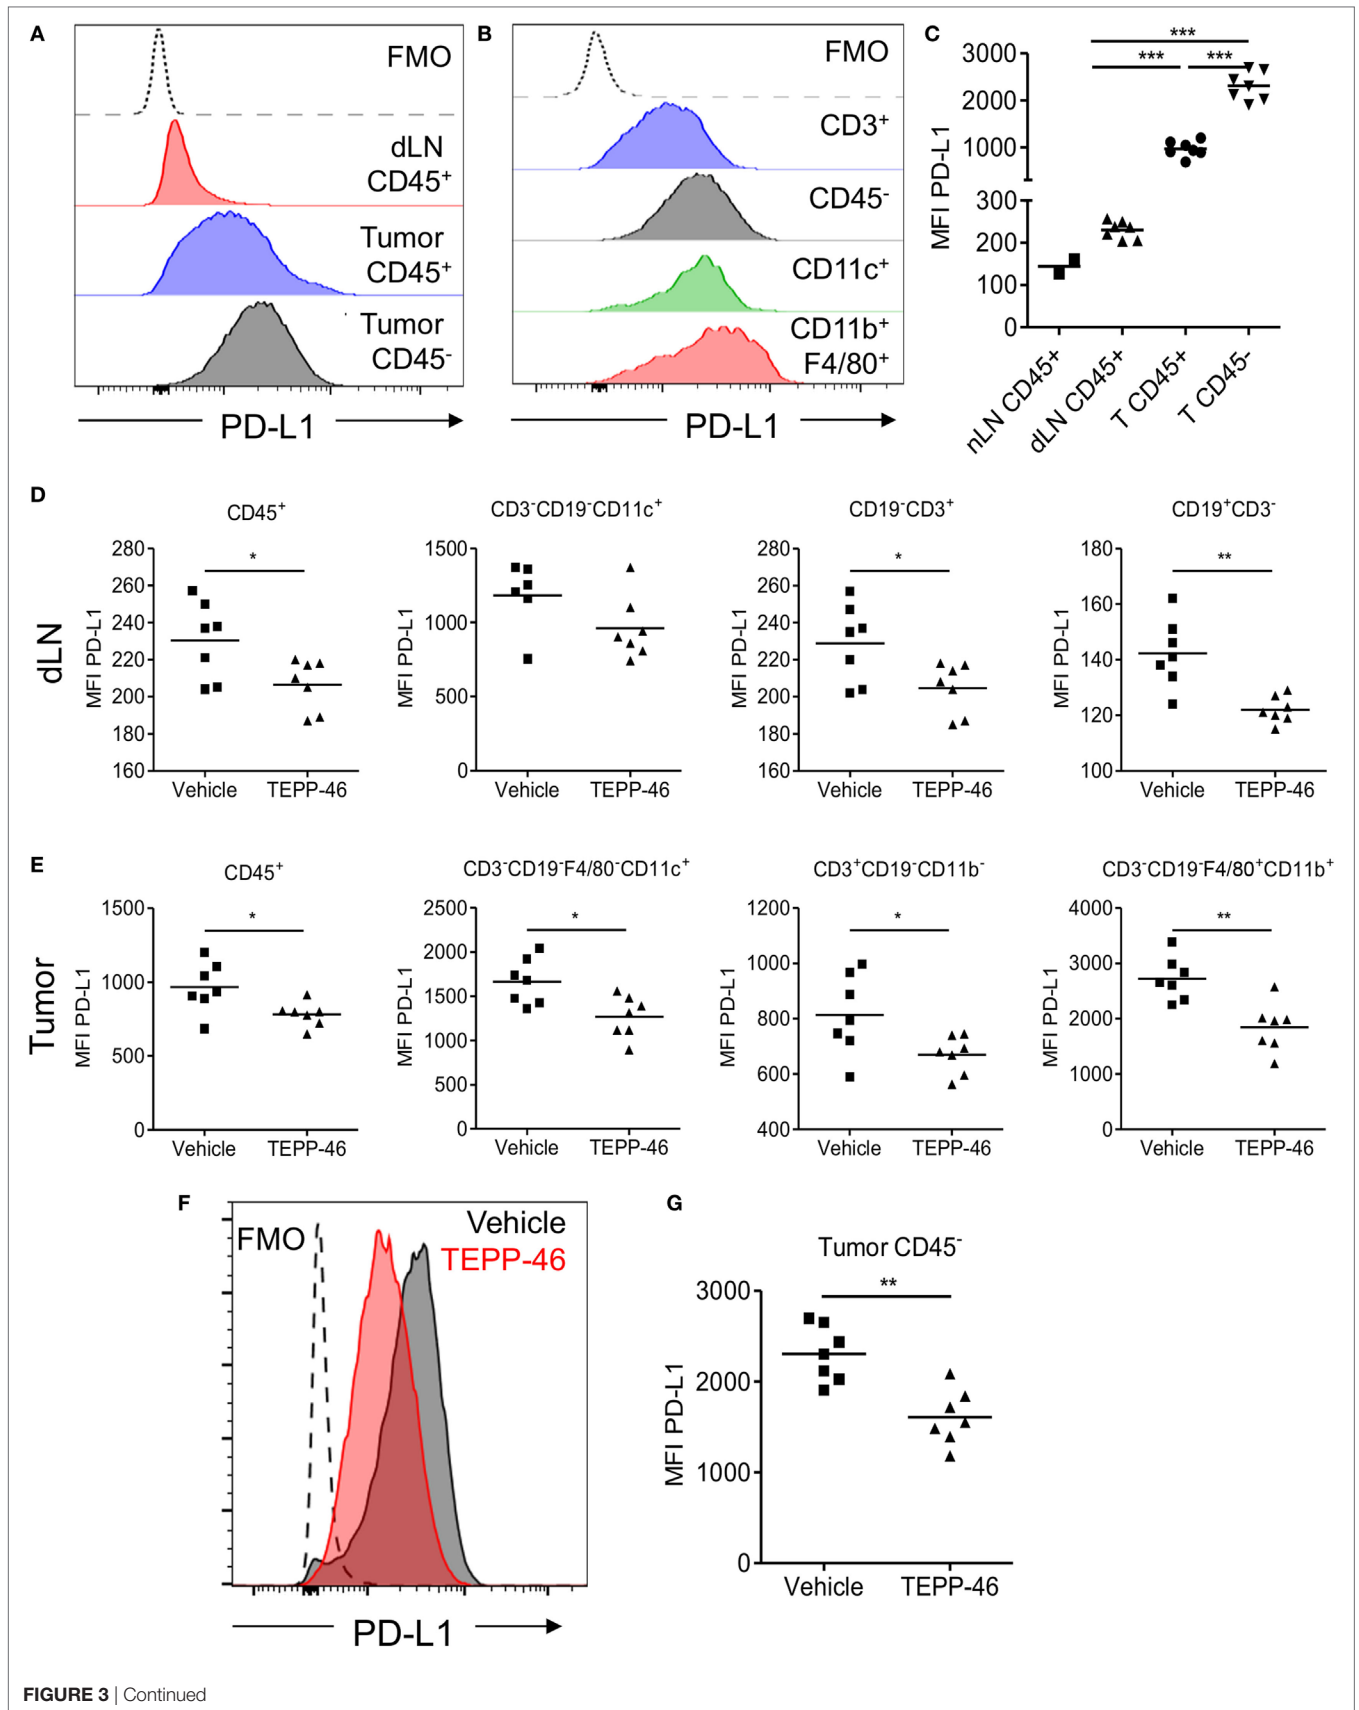 A
FMO
dLN
CD45+
Tumor
CD45+
Tumor
CD45-
PD-L1
B
FMO
CD3+
CD45-
CD11c+
CD11b+
F4/80+
PD-L1
C
MFI PD-L1
3000
2000
1000
300
200
100
0
***
*** ***
nLN CD45+
dLN CD45+
T CD45+
T CD45-
D
dLN
CD45+
MFI PD-L1
280
260
240
220
200
180
160
*
Vehicle TEPP-46
CD3-CD19-CD11c+
MFI PD-L1
1500
1000
500
0
Vehicle TEPP-46
CD19-CD3+
MFI PD-L1
280
260
240
220
200
180
160
*
Vehicle TEPP-46
CD19+CD3-
MFI PD-L1
180
160
140
120
100
**
Vehicle TEPP-46
E
Tumor
CD45+
MFI PD-L1
1500
1000
500
0
*
Vehicle TEPP-46
CD3-CD19-F4/80-CD11c+
MFI PD-L1
2500
2000
1500
1000
500
0
*
Vehicle TEPP-46
CD3+CD19-CD11b-
MFI PD-L1
1200
1000
800
600
400
*
Vehicle TEPP-46
CD3-CD19-F4/80+CD11b+
MFI PD-L1
4000
3000
2000
1000
0
**
Vehicle TEPP-46
F
FMO
Vehicle
TEPP-46
PD-L1
G
Tumor CD45-
MFI PD-L1
3000
2000
1000
0
**
Vehicle TEPP-46
FIGURE 3 | Continued